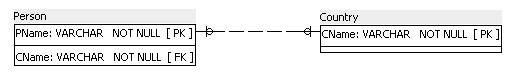 Person
PName: VARCHAR NOT NULL [ PK ]
CName: VARCHAR NOT NULL [ FK ]
Country
CName: VARCHAR NOT NULL [ PK ]